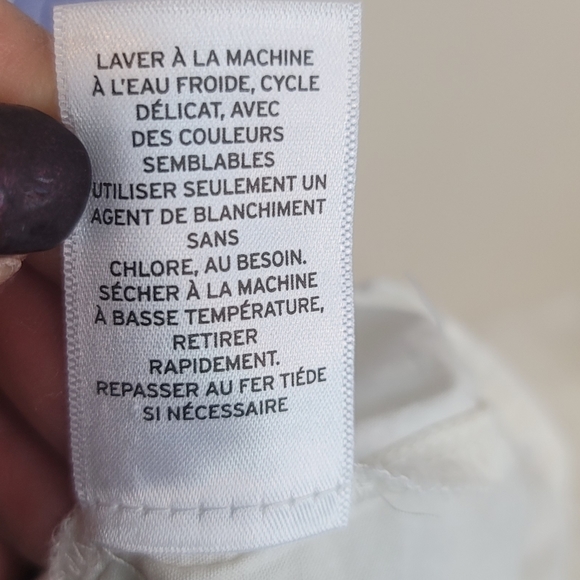 LAVER À LA MACHINE
À L'EAU FROIDE, CYCLE
DÉLICAT, AVEC
DES COULEURS
SEMBLABLES
UTILISER SEULEMENT UN
AGENT DE BLANCHIMENT
SANS
CHLORE, AU BESOIN.
SÉCHER À LA MACHINE
À BASSE TEMPÉRATURE,
RETIRER
RAPIDEMENT.
REPASSER AU FER TIÉDE
SI NÉCESSAIRE